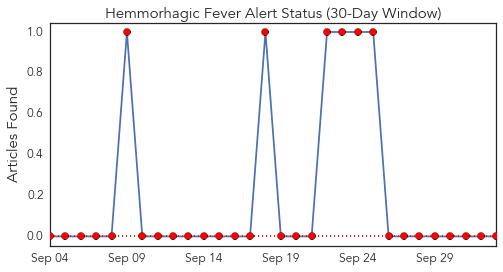 Hemmorhagic Fever Alert Status (30-Day Window)
Articles Found
1.0
0.8
0.6
0.4
0.2
0.0
Sep 04 Sep 09 Sep 14 Sep 19 Sep 24 Sep 29